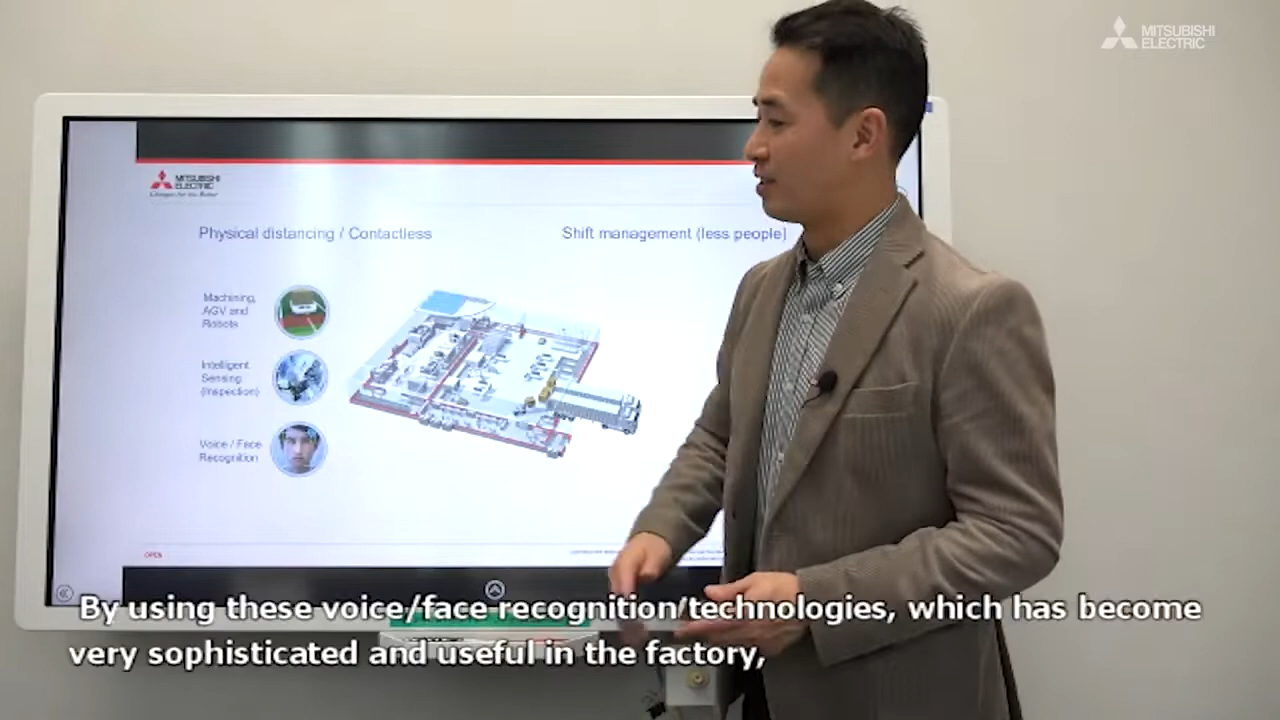 MITSUBISHI
ELECTRIC
MITSUBISHI
ELECTRIC
Changes for the Better
Physical distancing / Contactless
Shift management (less people)
Machining,
AGV and
Robots
Intelligent
Sensing
(Inspection)
Voice / Face
Recognition
OPEN
By using these voice/face recognition/technologies, which has become
very sophisticated and useful in the factory,